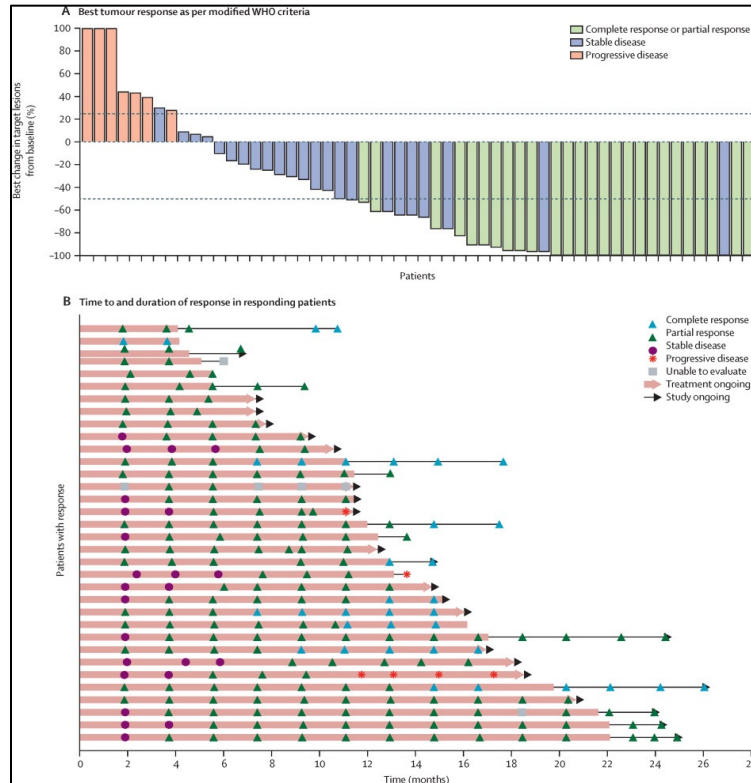 A Best tumour response as per modified WHO criteria
Complete response or partial response
Stable disease
Progressive disease
100
80
60
40
20
0
−20
−40
−60
−80
−100
Best change in target lesions
from baseline (%)
Patients
B Time to and duration of response in responding patients
Complete response
Partial response
Stable disease
Progressive disease
Unable to evaluate
Treatment ongoing
Study ongoing
Patients with response
0 2 4 6 8 10 12 14 16 18 20 22 24 26
Time (months)